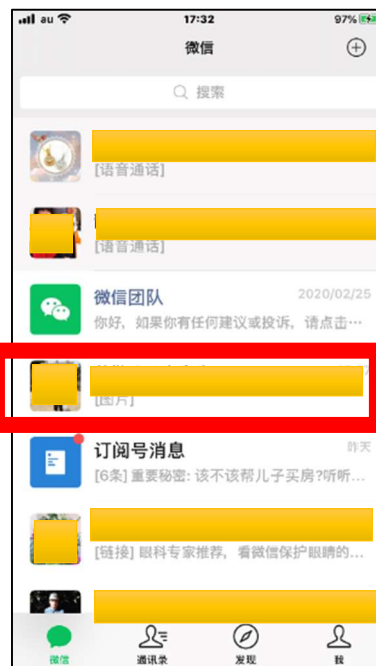 au
17:32
97%
微信
搜索
[语音通话]
[语音通话]
微信团队
2020/02/25
你好，如果你有任何建议或投诉，请点击…
[图片]
订阅号消息
昨天
[6条] 重要秘密: 该不该帮儿子买房?听听...
[链接] 眼科专家推荐，看微信保护眼睛的...
微信
通讯录
发现
我